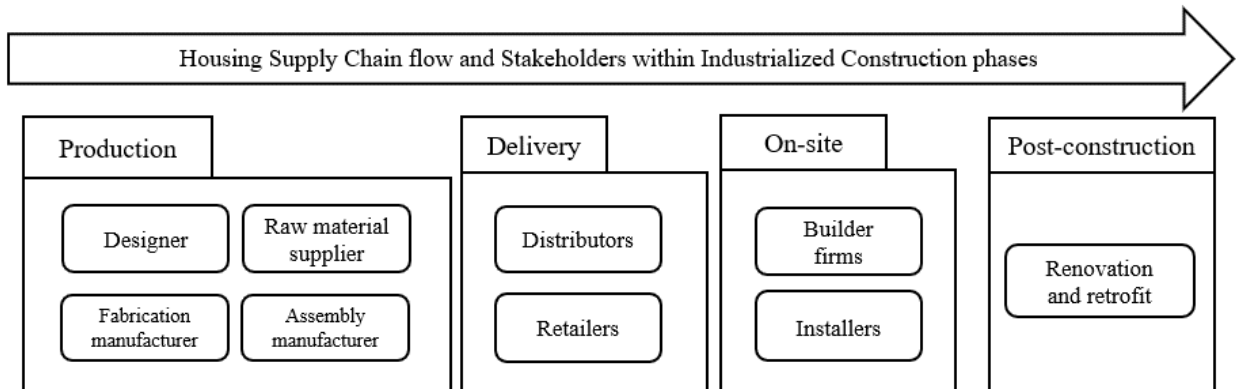 Housing Supply Chain flow and Stakeholders within Industrialized Construction phases
Production
Designer
Raw material
supplier
Fabrication
manufacturer
Assembly
manufacturer
Delivery
Distributors
Retailers
On-site
Builder
firms
Installers
Post-construction
Renovation
and retrofit